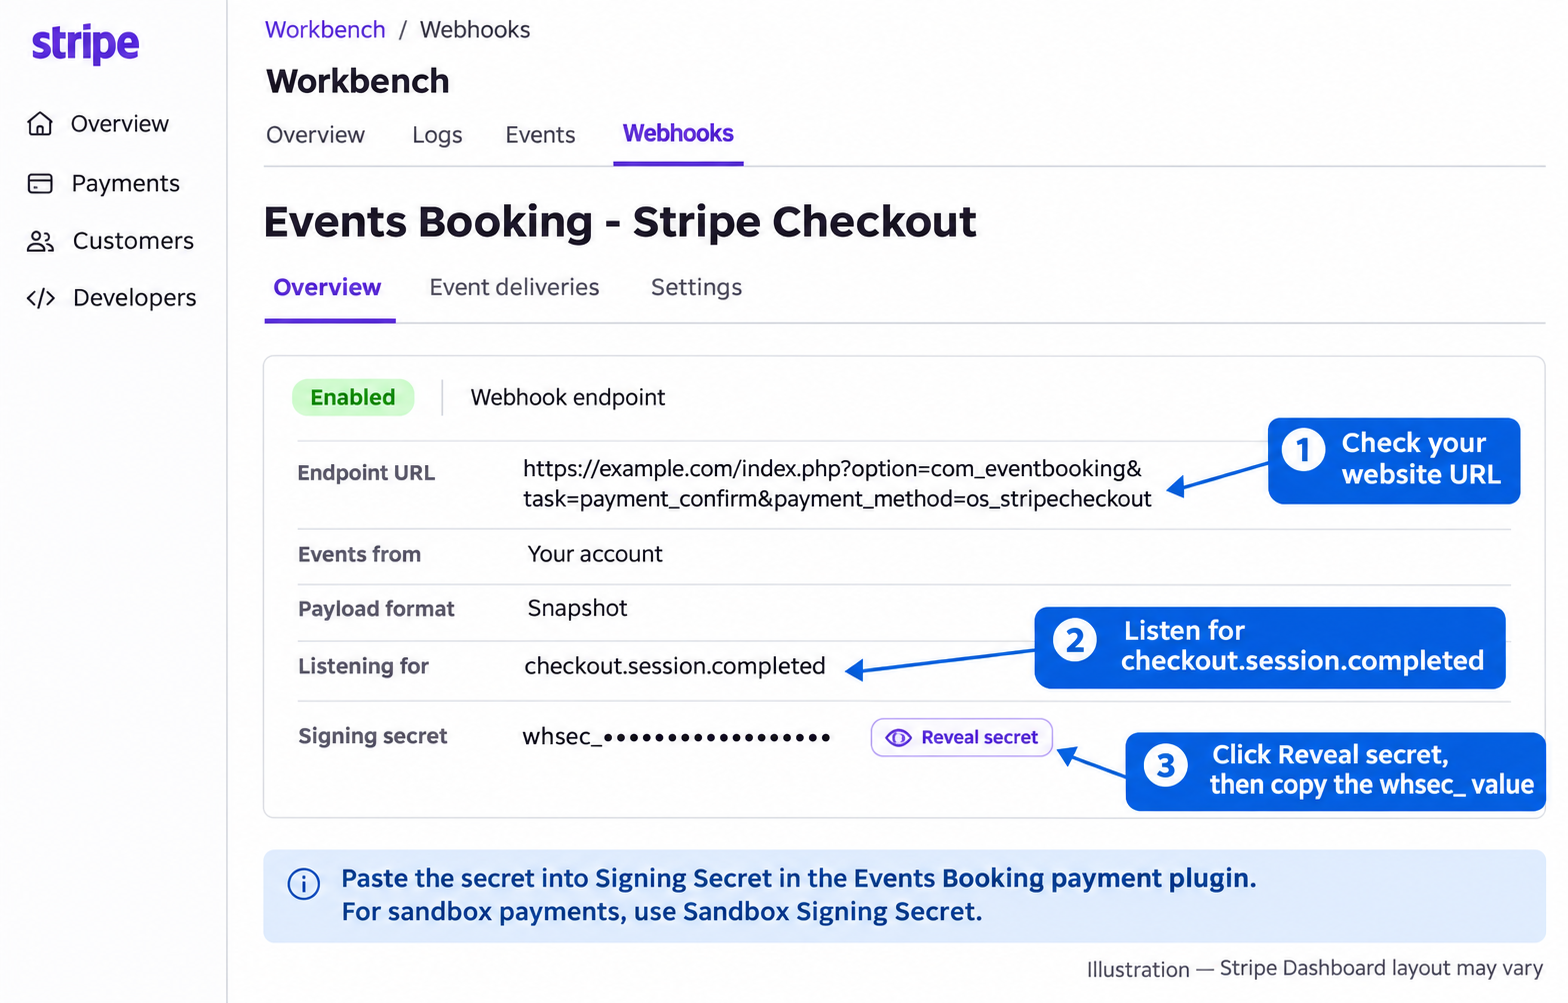 stripe
Overview
Payments
Customers
Developers
Workbench / Webhooks
Workbench
Overview Logs Events Webhooks
Events Booking - Stripe Checkout
Overview Event deliveries Settings
Enabled Webhook endpoint
Endpoint URL https://example.com/index.php?option=com_eventbooking&
task=payment_confirm&payment_method=os_stripecheckout
1 Check your
website URL
Events from Your account
Payload format Snapshot
Listening for checkout.session.completed
2 Listen for
checkout.session.completed
Signing secret whsec_•••••••••••••••••• Reveal secret
3 Click Reveal secret,
then copy the whsec_ value
Paste the secret into Signing Secret in the Events Booking payment plugin.
For sandbox payments, use Sandbox Signing Secret.
Illustration — Stripe Dashboard layout may vary